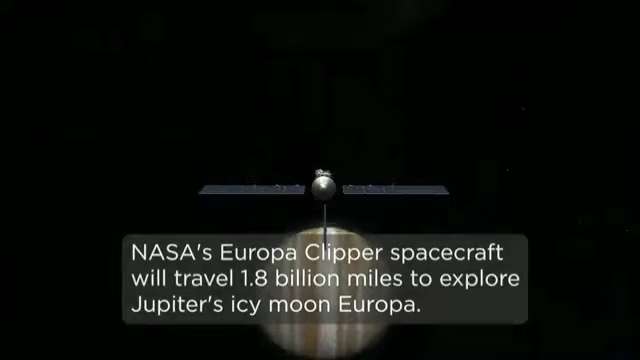 NASA's Europa Clipper spacecraft
will travel 1.8 billion miles to explore
Jupiter's icy moon Europa.